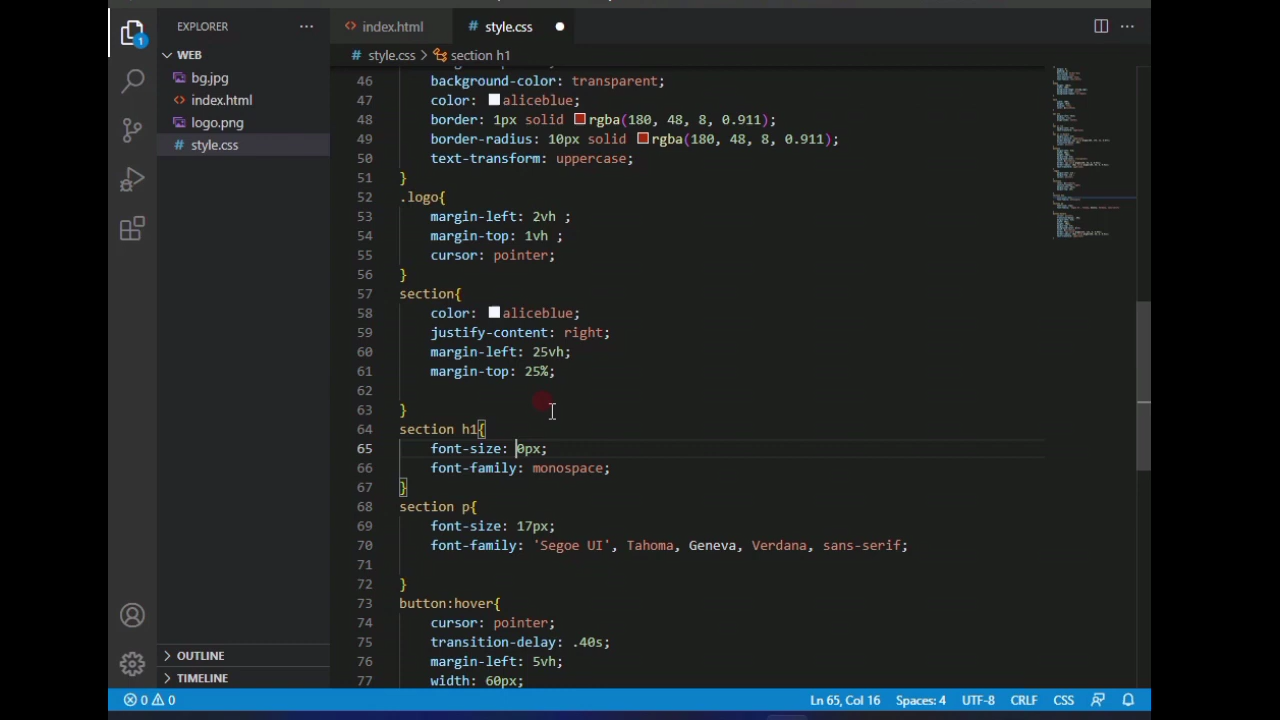 EXPLORER
index.html
style.css
WEB
style.css
section h1
bg.jpg
index.html
logo.png
style.css
46
background-color: transparent;
47 color: aliceblue;
48 border: 1px solid rgba(180, 48, 8, 0.911);
49 border-radius: 10px solid rgba(180, 48, 8, 0.911);
50 text-transform: uppercase;
51 }
52 .logo{
53 margin-left: 2vh ;
54 margin-top: 1vh ;
55 cursor: pointer;
56 }
57 section{
58 color: aliceblue;
59 justify-content: right;
60 margin-left: 25vh;
61 margin-top: 25%;
62
63 }
64 section h1{
65 font-size: 0px;
66 font-family: monospace;
67 }
68 section p{
69 font-size: 17px;
70 font-family: 'Segoe UI', Tahoma, Geneva, Verdana, sans-serif;
71
72 }
73 button:hover{
74 cursor: pointer;
75 transition-delay: .40s;
76 margin-left: 5vh;
77 width: 60px;
1
OUTLINE
TIMELINE
0 0
Ln 65, Col 16
Spaces: 4
UTF-8
CRLF
CSS